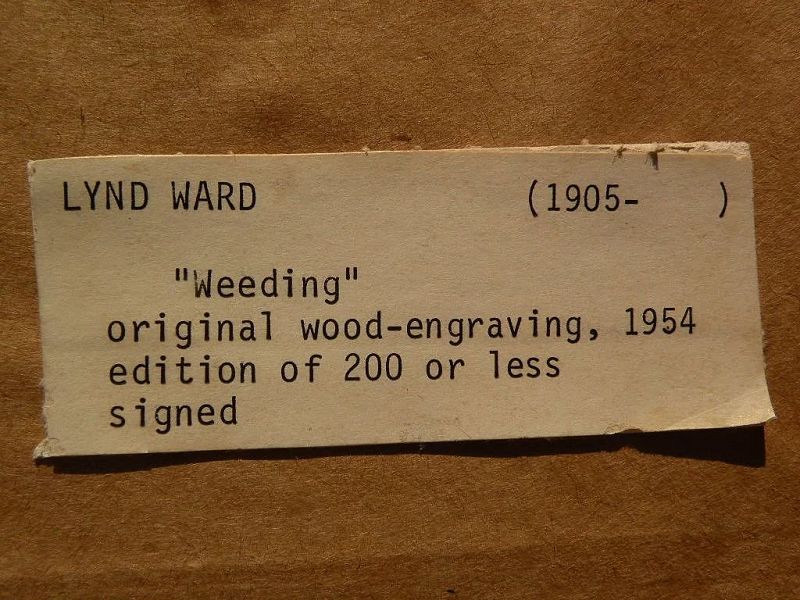 LYND WARD (1905- )
"Weeding"
original wood-engraving, 1954
edition of 200 or less
signed